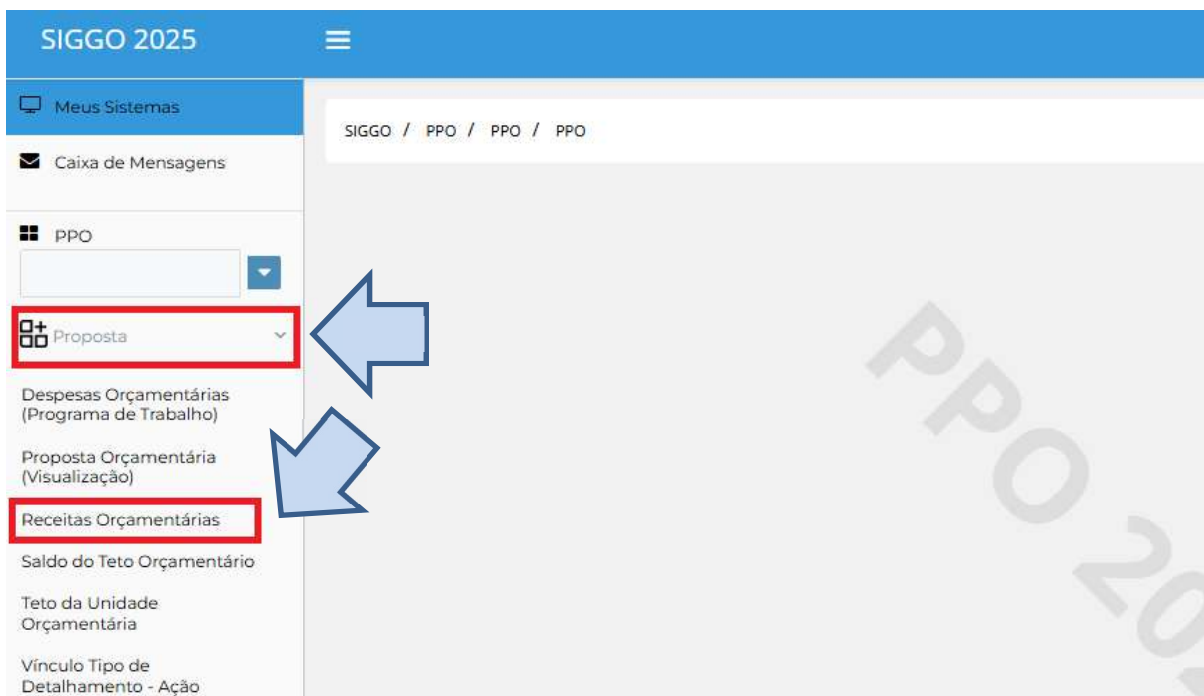 SIGGO 2025
Meus Sistemas
SIGGO / PPO / PPO / PPO
Caixa de Mensagens
PPO
Proposta
Despesas Orçamentárias
(Programa de Trabalho)
Proposta Orçamentária
(Visualização)
Receitas Orçamentárias
Saldo do Teto Orçamentário
Teto da Unidade
Orçamentária
Vínculo Tipo de
Detalhamento - Ação
PPO 202